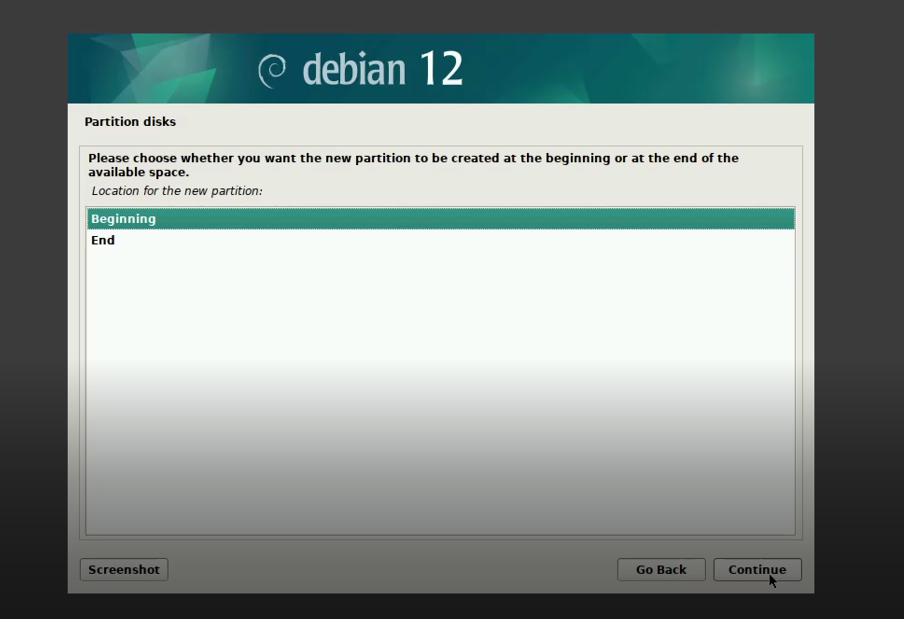 debian 12
Partition disks
Please choose whether you want the new partition to be created at the beginning or at the end of the
available space.
Location for the new partition:
Beginning
End
Screenshot
Go Back
Continue